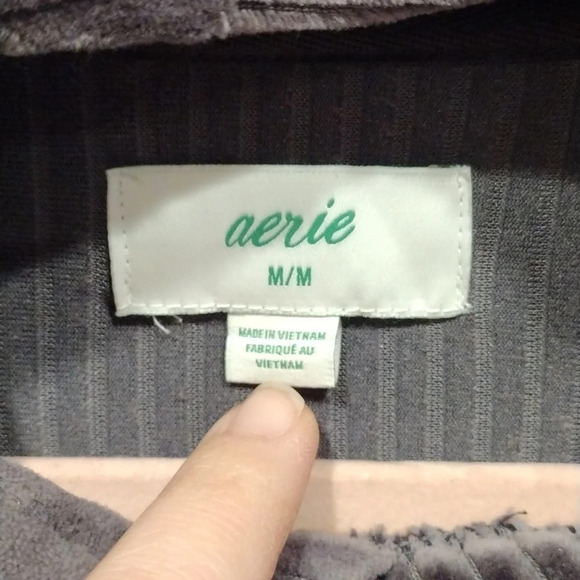 aerie
M/M
MADE IN VIETNAM
FABRIQUÉ AU
VIETNAM